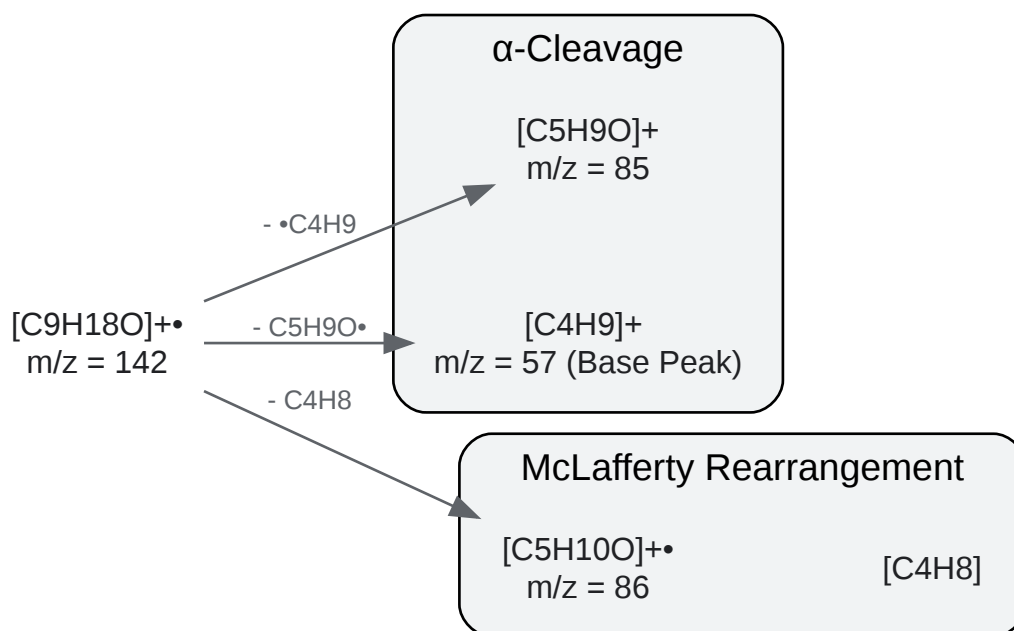 α-Cleavage
[C5H9O]+
m/z = 85
- •C4H9
[C9H18O]+•
m/z = 142
- C5H9O•
[C4H9]+
m/z = 57 (Base Peak)
- C4H8
McLafferty Rearrangement
[C5H10O]+•
m/z = 86
[C4H8]